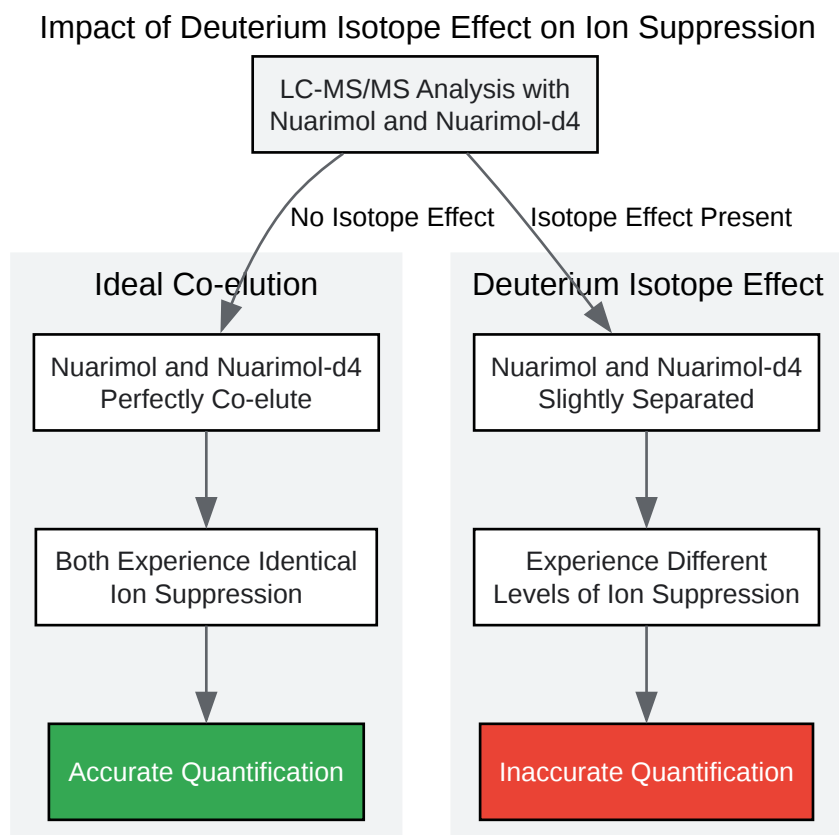 Impact of Deuterium Isotope Effect on Ion Suppression
LC-MS/MS Analysis with
Nuarimol and Nuarimol-d4
No Isotope Effect
Isotope Effect Present
Ideal Co-elution
Nuarimol and Nuarimol-d4
Perfectly Co-elute
Both Experience Identical
Ion Suppression
Accurate Quantification
Deuterium Isotope Effect
Nuarimol and Nuarimol-d4
Slightly Separated
Experience Different
Levels of Ion Suppression
Inaccurate Quantification